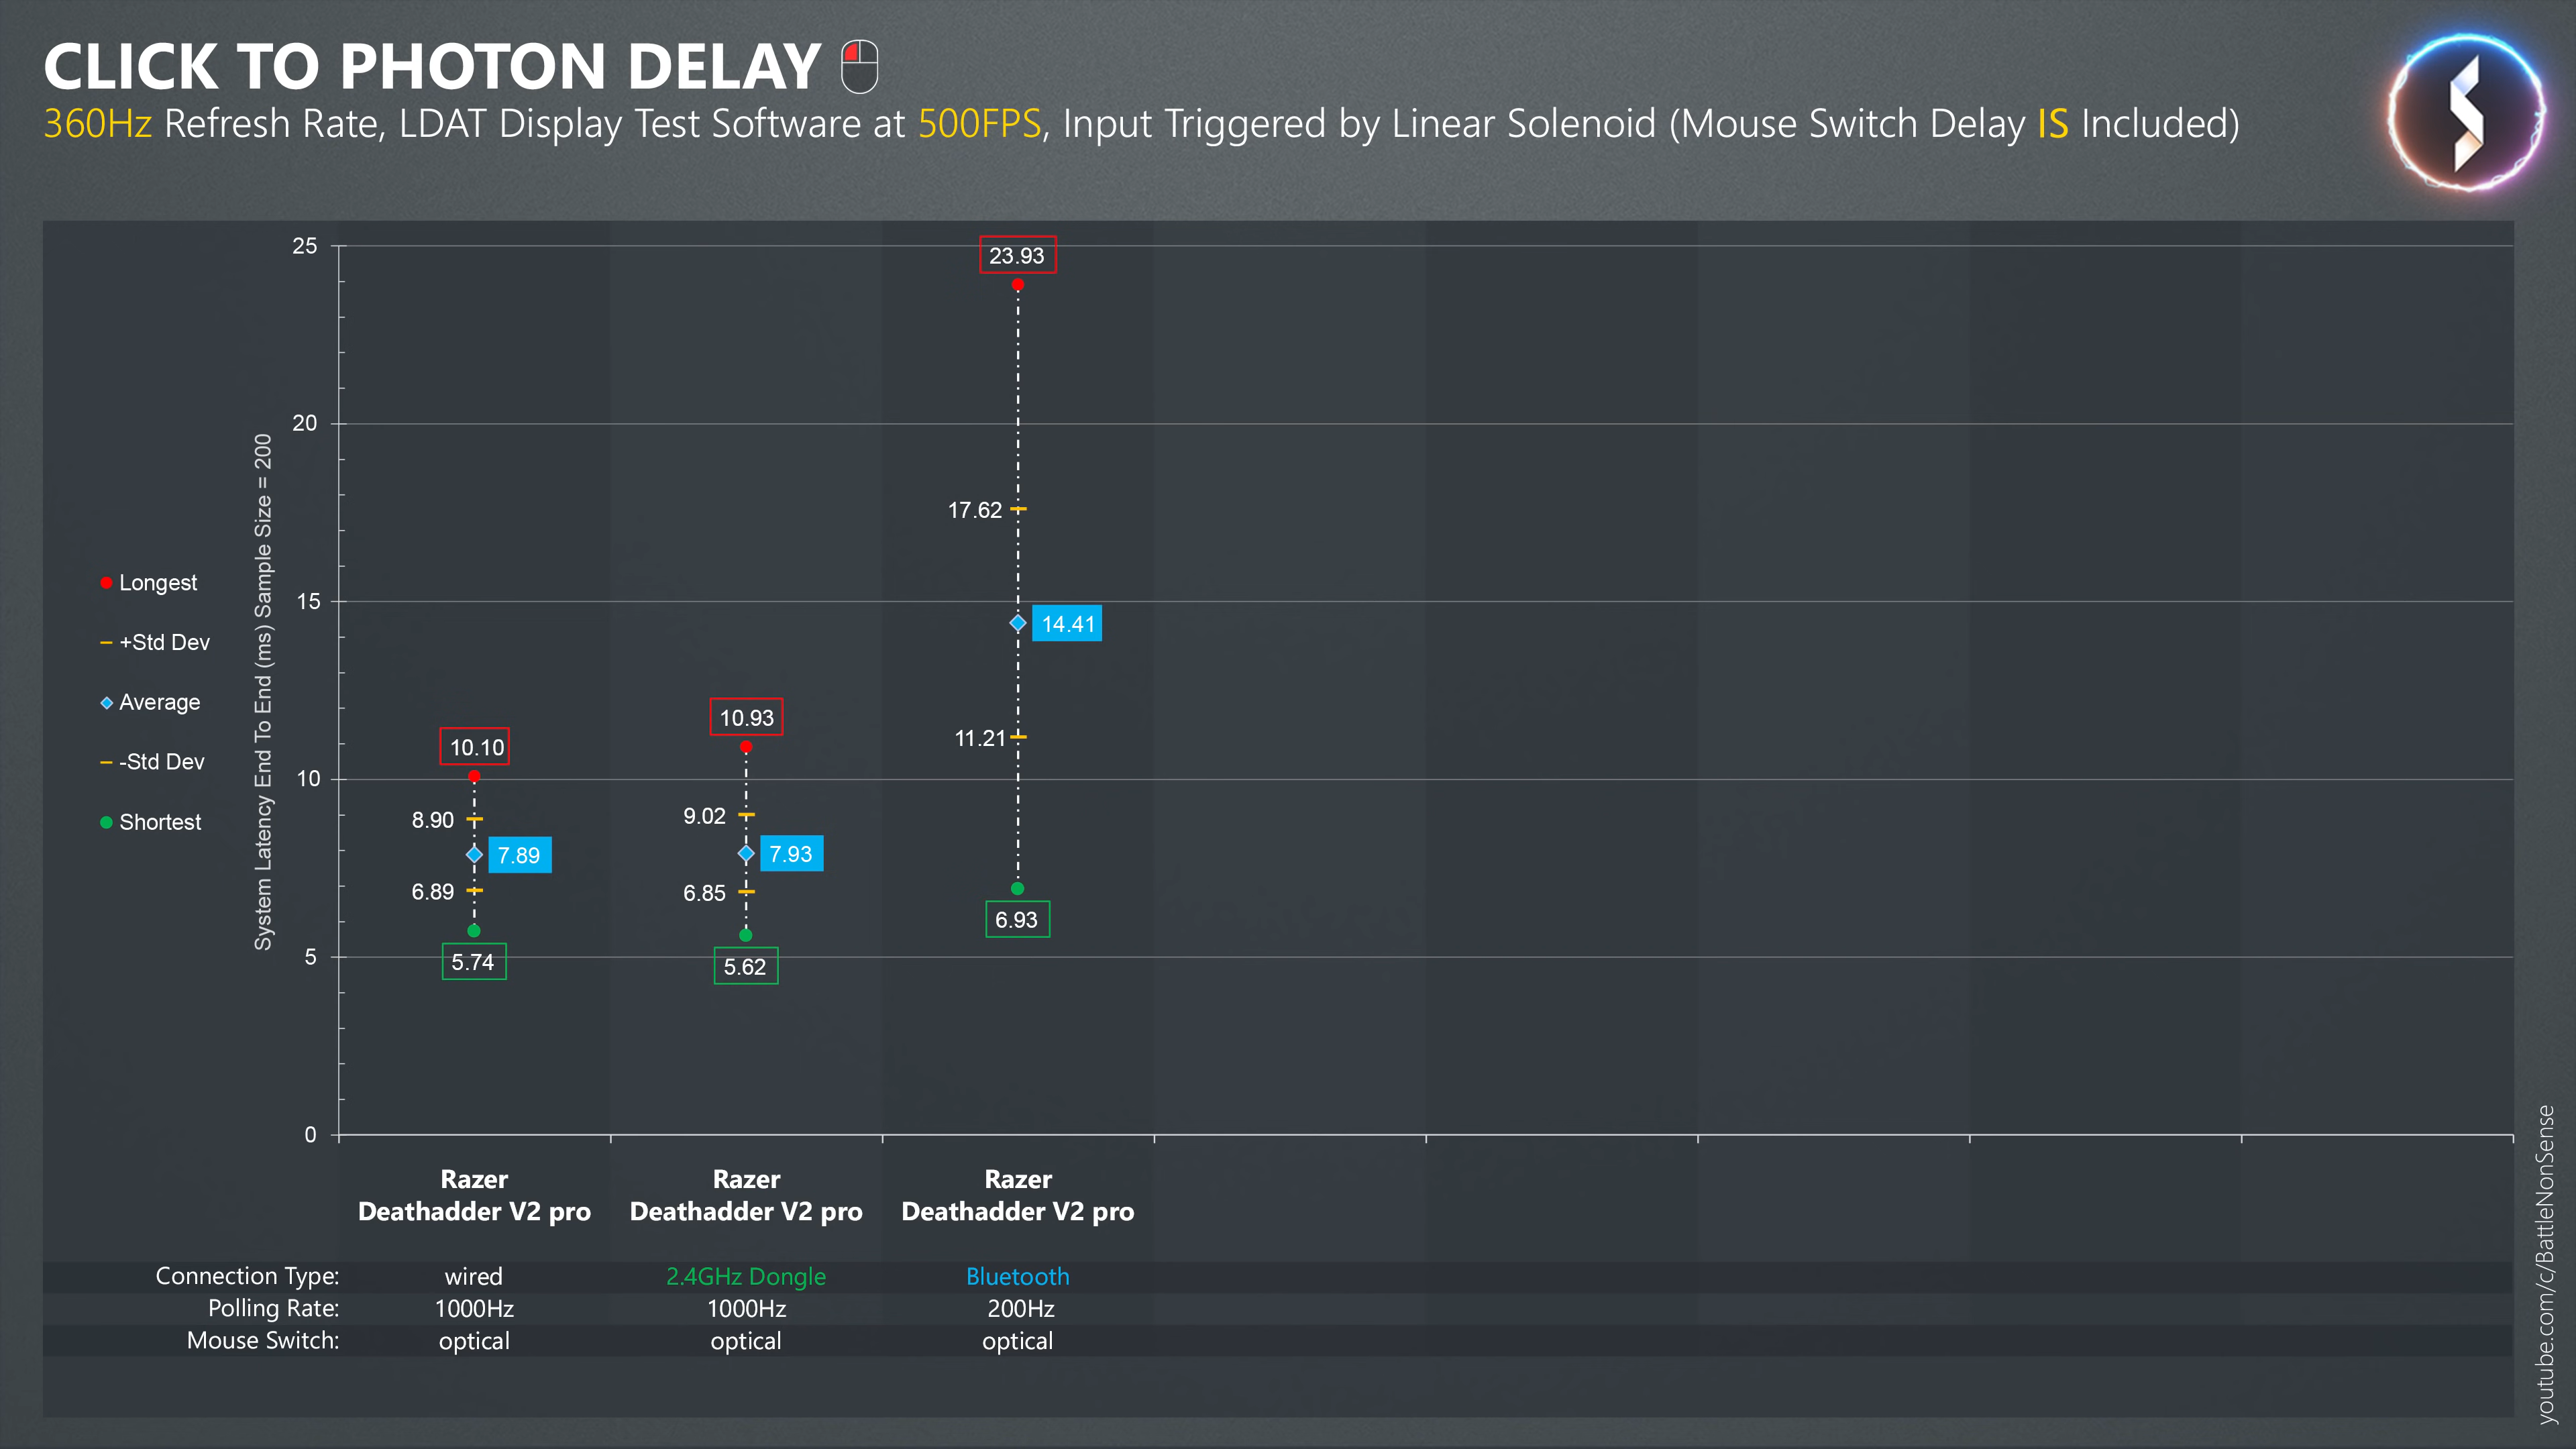 CLICK TO PHOTON DELAY
360Hz Refresh Rate, LDAT Display Test Software at 500FPS, Input Triggered by Linear Solenoid (Mouse Switch Delay IS Included)
System Latency End To End (ms) Sample Size = 200
25
20
15
10
5
0
Longest
+Std Dev
Average
-Std Dev
Shortest
10.10
8.90
7.89
6.89
5.74
10.93
9.02
7.93
6.85
5.62
23.93
17.62
14.41
11.21
6.93
Razer Razer Razer
Deathadder V2 pro Deathadder V2 pro Deathadder V2 pro
Connection Type: wired 2.4GHz Dongle Bluetooth
Polling Rate: 1000Hz 1000Hz 200Hz
Mouse Switch: optical optical optical
youtube.com/c/BattleNonSense